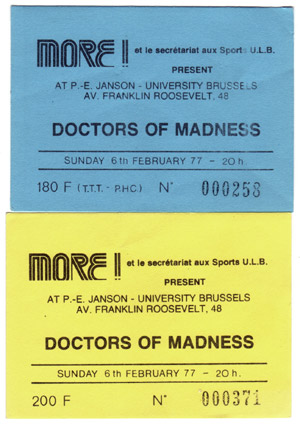 MORE! et le secrétariat aux Sports U.L.B.
PRESENT
AT P.-E. JANSON - UNIVERSITY BRUSSELS
AV. FRANKLIN ROOSEVELT, 48
DOCTORS OF MADNESS
SUNDAY 6th FEBRUARY 77 - 20h.
180 F (T.T.T. - P.H.C.) N° 000258
MORE! et le secrétariat aux Sports U.L.B.
PRESENT
AT P.-E. JANSON - UNIVERSITY BRUSSELS
AV. FRANKLIN ROOSEVELT, 48
DOCTORS OF MADNESS
SUNDAY 6th FEBRUARY 77 - 20h.
200 F N° 000371